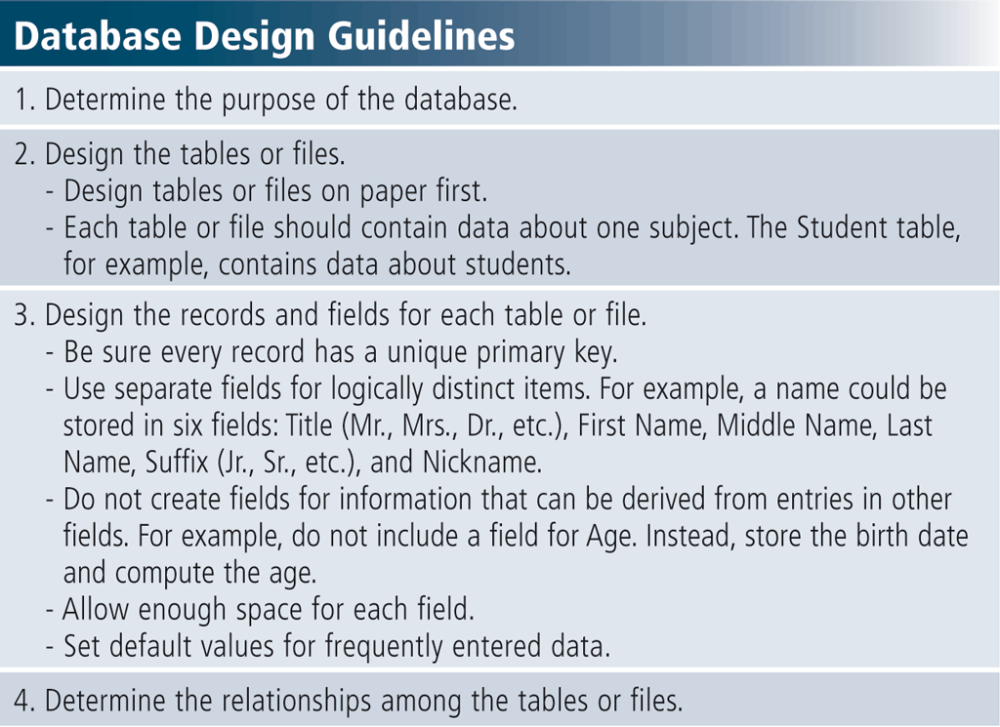 Database Design Guidelines
1. Determine the purpose of the database.
2. Design the tables or files.
- Design tables or files on paper first.
- Each table or file should contain data about one subject. The Student table,
for example, contains data about students.
3. Design the records and fields for each table or file.
- Be sure every record has a unique primary key.
- Use separate fields for logically distinct items. For example, a name could be
stored in six fields: Title (Mr., Mrs., Dr., etc.), First Name, Middle Name, Last
Name, Suffix (Jr., Sr., etc.), and Nickname.
- Do not create fields for information that can be derived from entries in other
fields. For example, do not include a field for Age. Instead, store the birth date
and compute the age.
- Allow enough space for each field.
- Set default values for frequently entered data.
4. Determine the relationships among the tables or files.